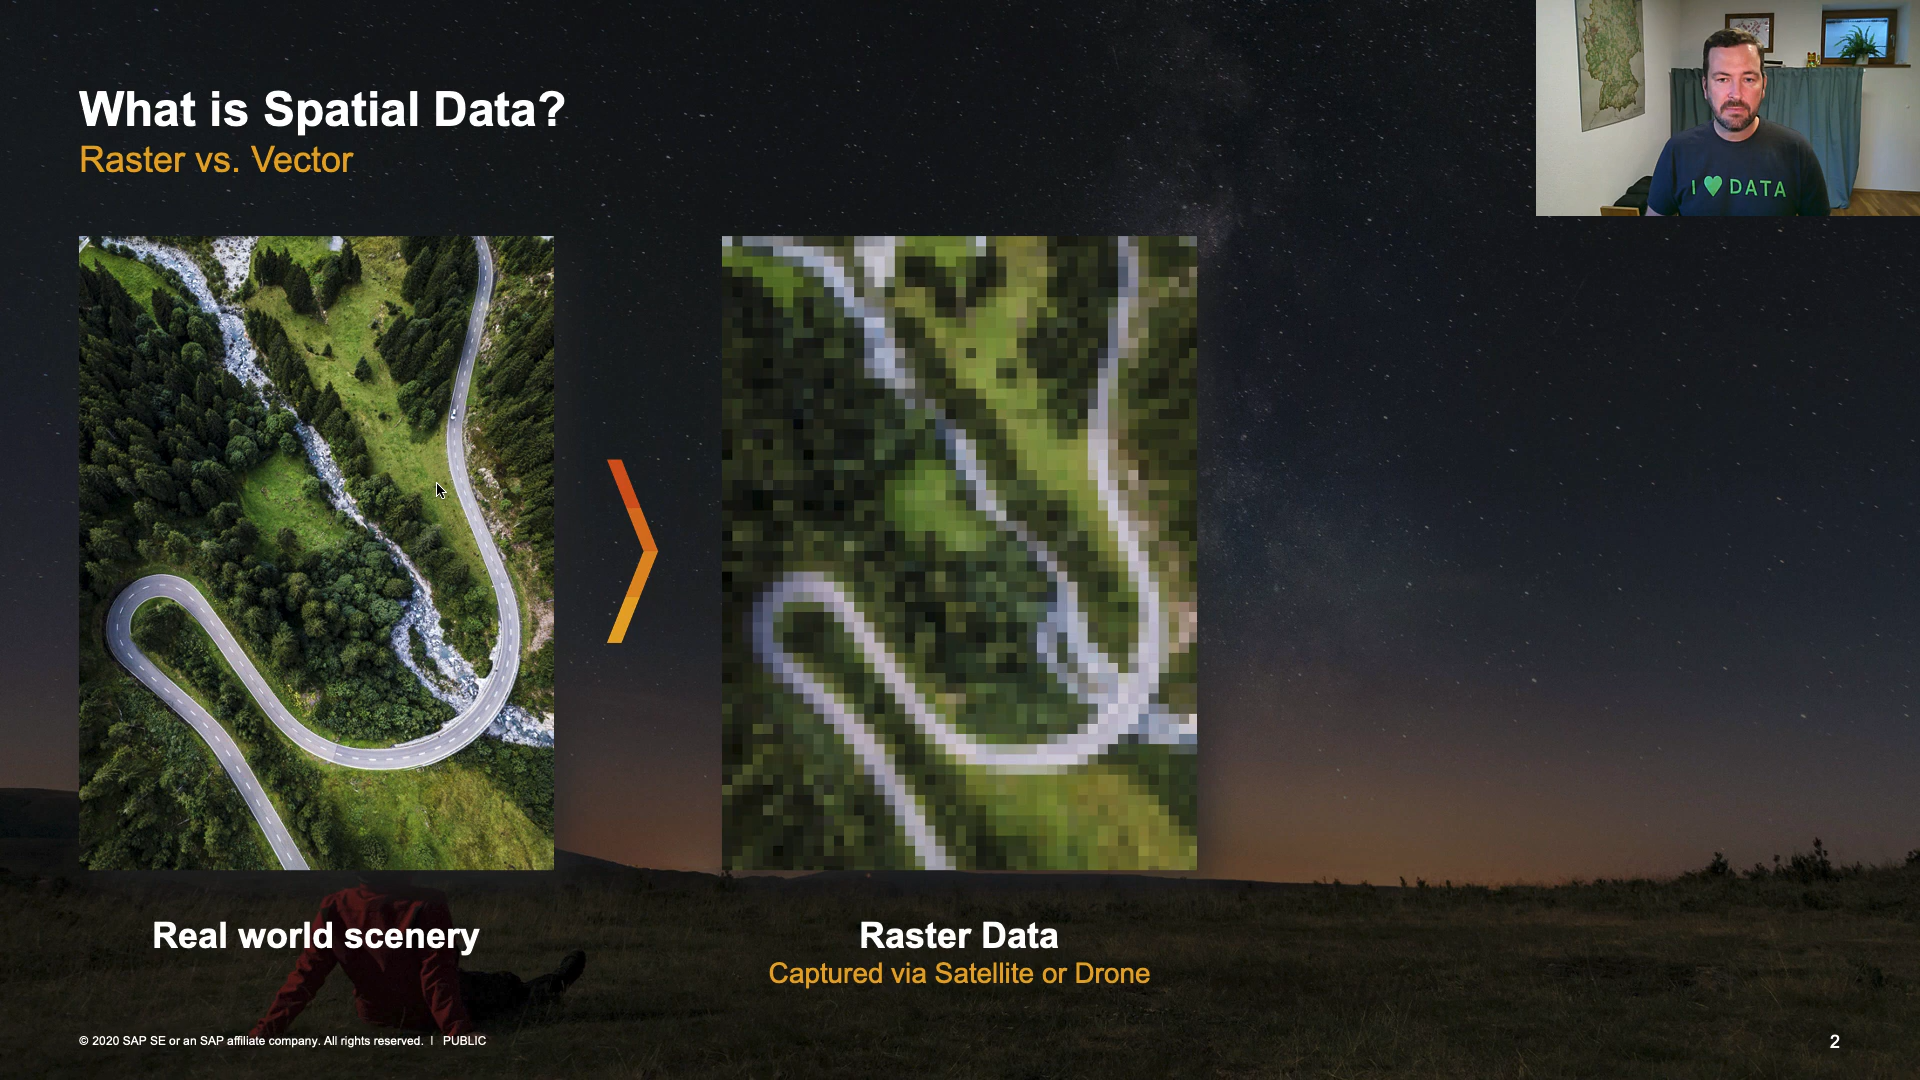 What is Spatial Data?
Raster vs. Vector
I ♥ DATA
Real world scenery
Raster Data
Captured via Satellite or Drone
© 2020 SAP SE or an SAP affiliate company. All rights reserved. | PUBLIC
2